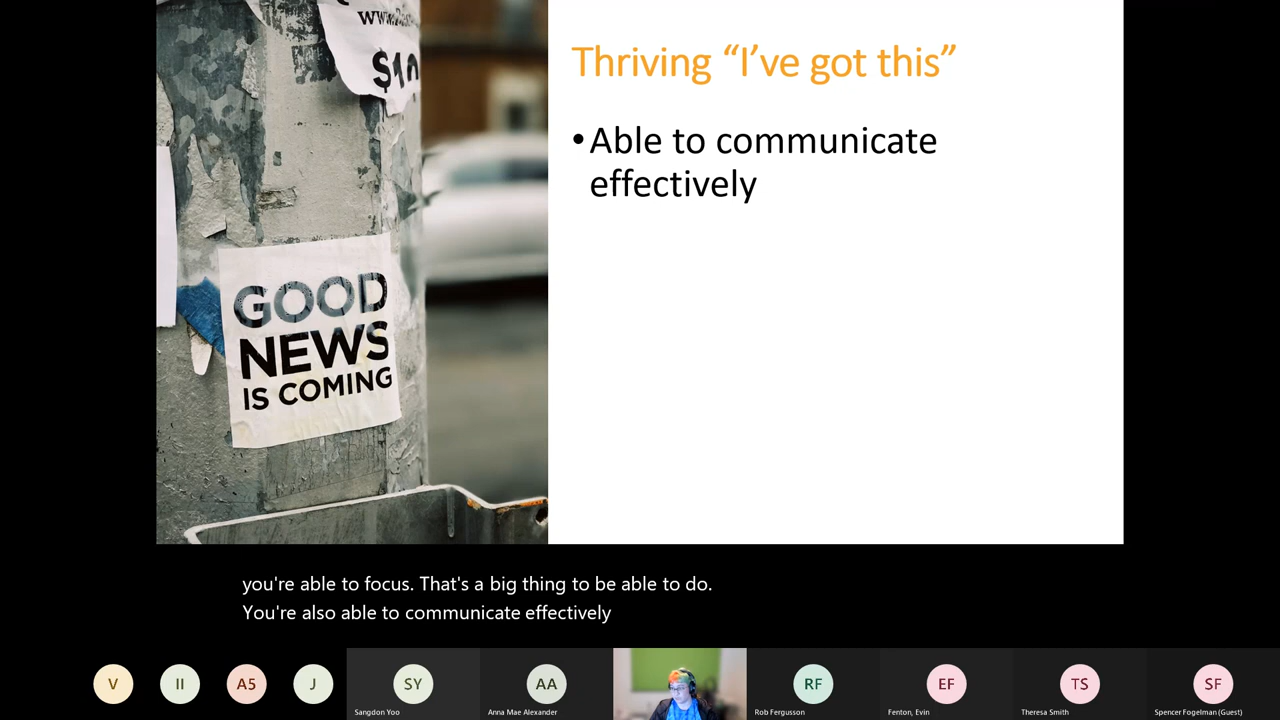 $10
GOOD
NEWS
IS COMING
Thriving “I’ve got this”
•Able to communicate
effectively
you're able to focus. That's a big thing to be able to do.
You're also able to communicate effectively
V
II
A5
J
SY
AA
RF
EF
TS
SF
Sangdon Yoo
Anna Mae Alexander
Rob Fergusson
Fenton, Evin
Theresa Smith
Spencer Fogelman (Guest)